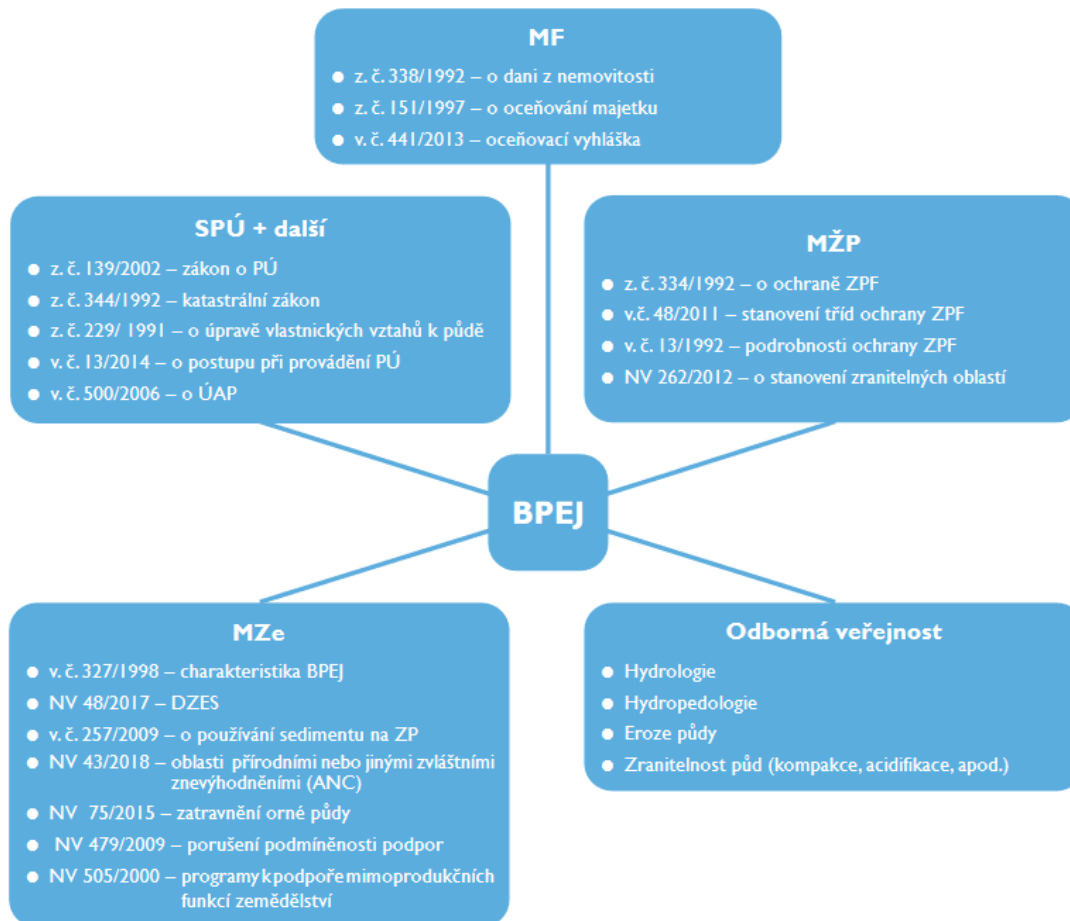 MF
● z. č. 338/1992 – o dani z nemovitosti
● z. č. 151/1997 – o oceňování majetku
● v. č. 441/2013 – oceňovací vyhláška
SPÚ + další
● z. č. 139/2002 – zákon o PÚ
● z. č. 344/1992 – katastrální zákon
● z. č. 229/ 1991 – o úpravě vlastnických vztahů k půdě
● v. č. 13/2014 – o postupu při provádění PÚ
● v. č. 500/2006 – o ÚAP
MŽP
● z. č. 334/1992 – o ochraně ZPF
● v.č. 48/2011 – stanovení tříd ochrany ZPF
● v. č. 13/1992 – podrobnosti ochrany ZPF
● NV 262/2012 – o stanovení zranitelných oblastí
BPEJ
MZe
● v. č. 327/1998 – charakteristika BPEJ
● NV 48/2017 – DZES
● v. č. 257/2009 – o používání sedimentu na ZP
● NV 43/2018 – oblasti přírodními nebo jinými zvláštními
znevýhodněními (ANC)
● NV 75/2015 – zatravnění orné půdy
● NV 479/2009 – porušení podmíněnosti podpor
● NV 505/2000 – programy k podpoře mimoprodukčních
funkcí zemědělství
Odborná veřejnost
● Hydrologie
● Hydropedologie
● Eroze půdy
● Zranitelnost půd (kompakce, acidifikace, apod.)